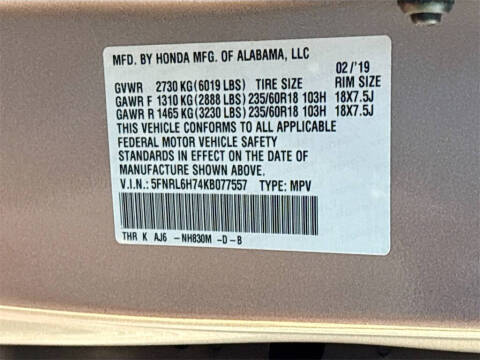 MFD. BY HONDA MFG. OF ALABAMA, LLC
02/'19
GVWR 2730 KG(6019 LBS) TIRE SIZE RIM SIZE
GAWR F 1310 KG(2888 LBS)235/60R18 103H 18X7.5J
GAWR R 1465 KG(3230 LBS)235/60R18 103H 18X7.5J
THIS VEHICLE CONFORMS TO ALL APPLICABLE
FEDERAL MOTOR VEHICLE SAFETY
STANDARDS IN EFFECT ON THE DATE OF
MANUFACTURE SHOWN ABOVE.
V.I.N.: 5FNRL6H74KB077557 TYPE: MPV
THR K AJ6 -NH830M -D-B